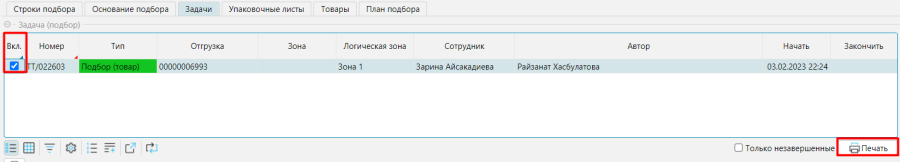 Строки подбора Основание подбора Задачи Упаковочные листы Товары План подбора
Задача (подбор)
Вкл. Номер Тип Отгрузка Зона Логическая зона Сотрудник Автор Начать Закончить
ТТ/022603 Подбор (товар) 00000006993 Зона 1 Зарина Айсакадиева Райзанат Хасбулатова 03.02.2023 22:24
Только незавершенные Печать